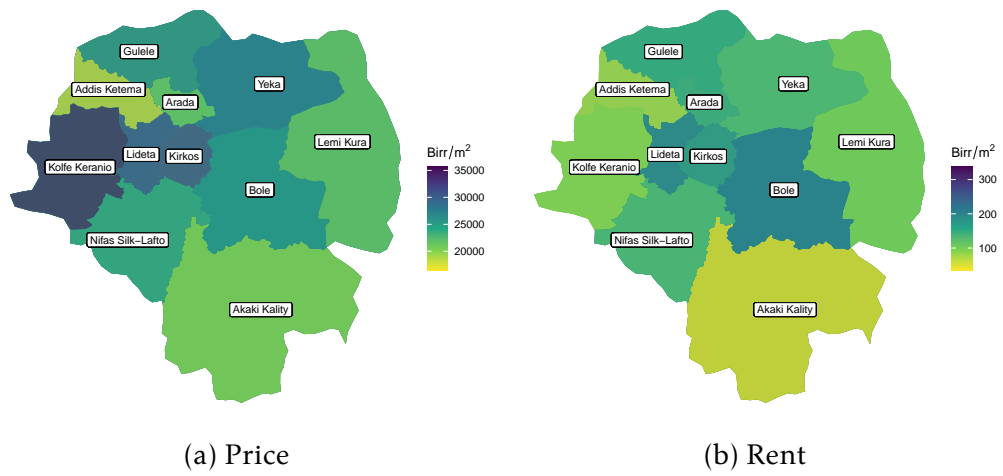 Gulele
Addis Ketema
Arada
Yeka
Lideta
Kirkos
Kolfe Keranio
Lemi Kura
Bole
Nifas Silk−Lafto
Akaki Kality
Birr/m²
35000
30000
25000
20000
(a) Price
Gulele
Addis Ketema
Arada
Yeka
Lideta
Kirkos
Kolfe Keranio
Lemi Kura
Bole
Nifas Silk−Lafto
Akaki Kality
Birr/m²
300
200
100
(b) Rent